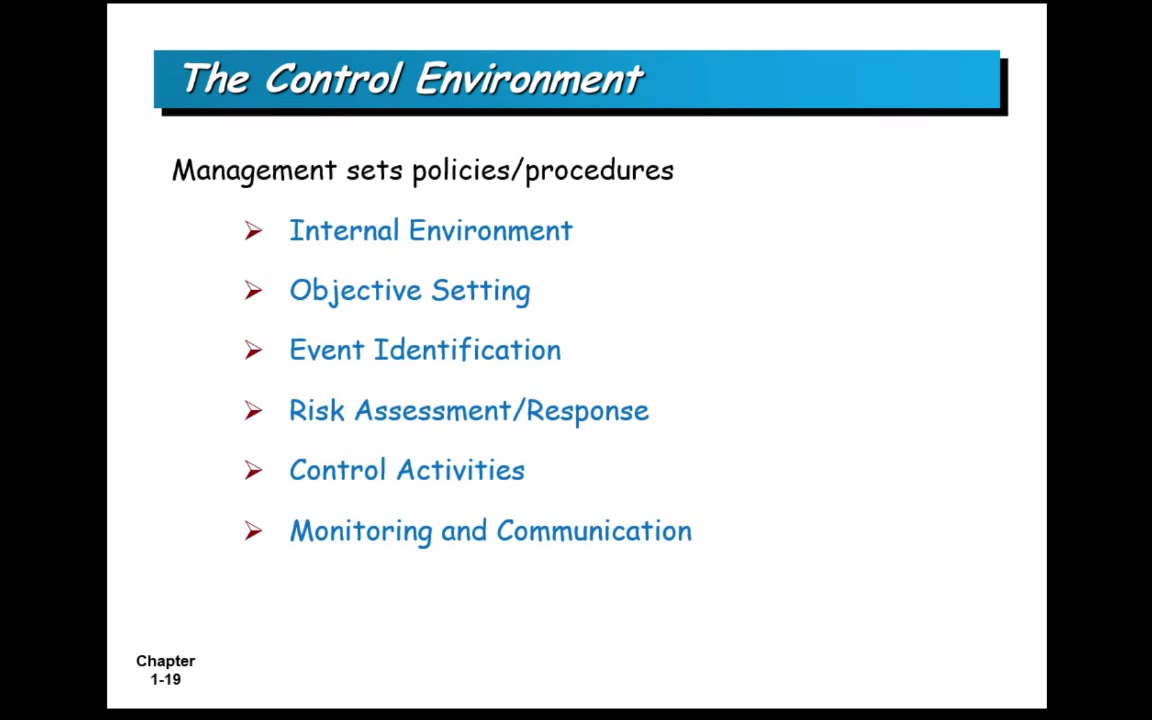 The Control Environment
Management sets policies/procedures
Internal Environment
Objective Setting
Event Identification
Risk Assessment/Response
Control Activities
Monitoring and Communication
Chapter
1-19